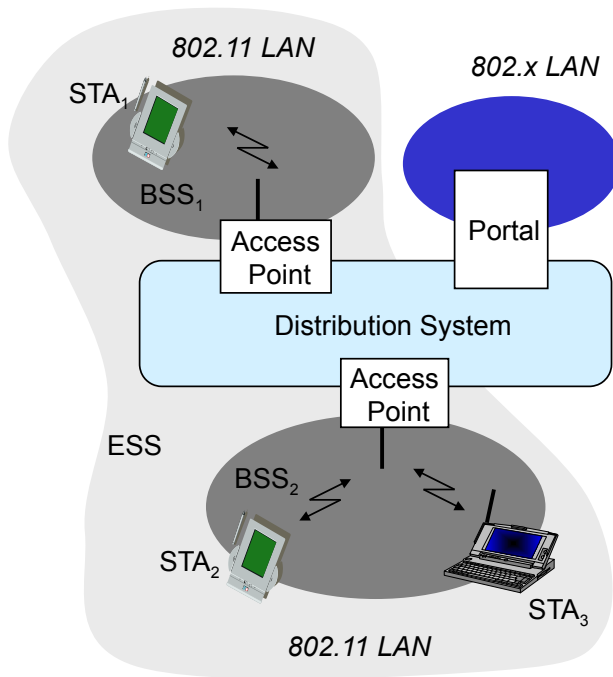 802.11 LAN
802.x LAN
STA₁
BSS₁
Access
Point
Portal
Distribution System
Access
Point
ESS
BSS₂
STA₂
STA₃
802.11 LAN